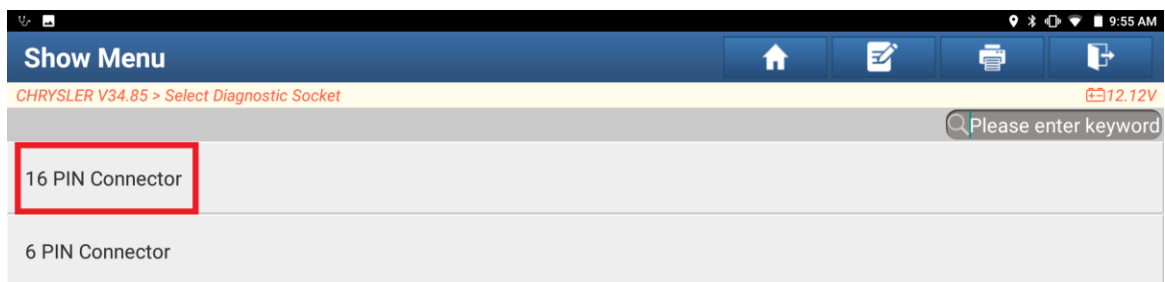 9:55 AM
Show Menu
CHRYSLER V34.85 > Select Diagnostic Socket 12.12V
Please enter keyword
16 PIN Connector
6 PIN Connector